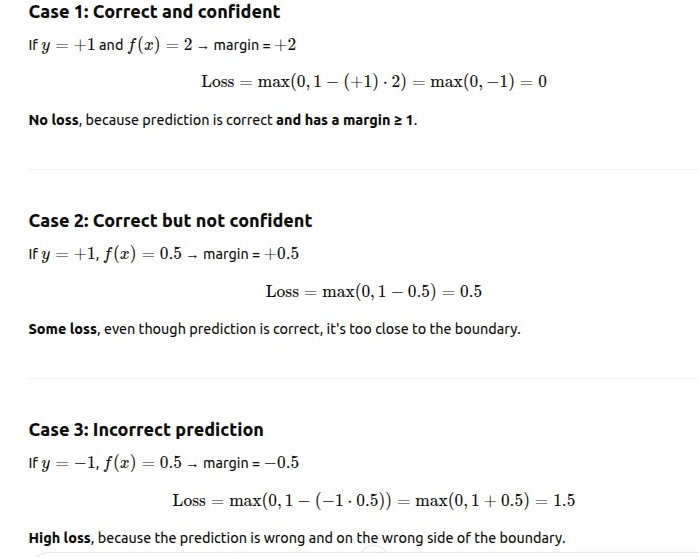 Case 1: Correct and confident
If y = +1 and f(x) = 2 → margin = +2
Loss = max(0, 1 − (+1) · 2) = max(0, −1) = 0
No loss, because prediction is correct and has a margin ≥ 1.
Case 2: Correct but not confident
If y = +1, f(x) = 0.5 → margin = +0.5
Loss = max(0, 1 − 0.5) = 0.5
Some loss, even though prediction is correct, it's too close to the boundary.
Case 3: Incorrect prediction
If y = −1, f(x) = 0.5 → margin = −0.5
Loss = max(0, 1 − (−1 · 0.5)) = max(0, 1 + 0.5) = 1.5
High loss, because the prediction is wrong and on the wrong side of the boundary.